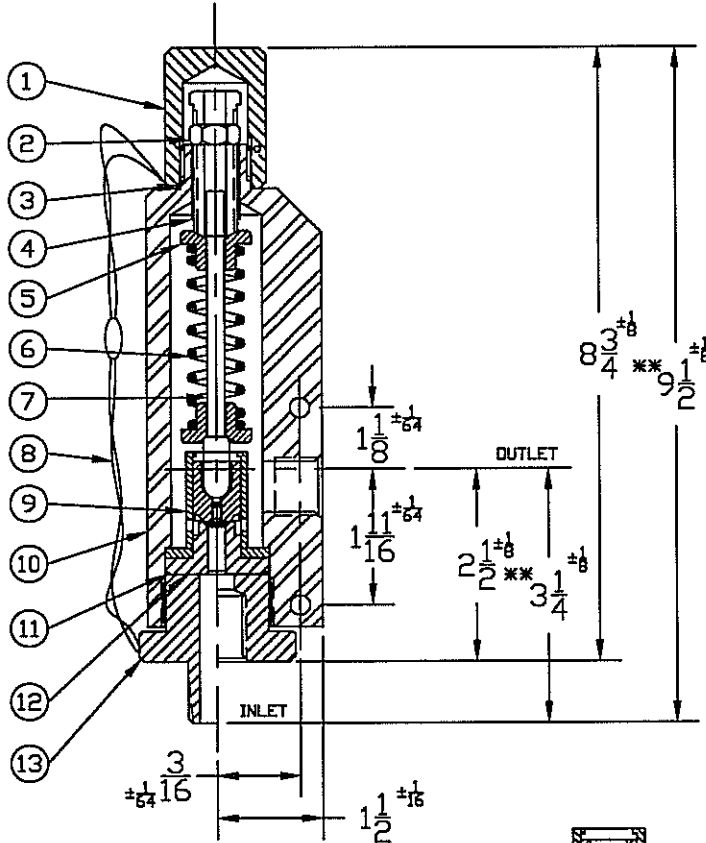 1
2
3
4
5
6
7
8
9
10
11
12
13
8 3/4 ±1/8
**
9 1/2 ±1/8
1 1/8 ±1/64
OUTLET
1 11/16 ±1/64
2 1/2 ±1/8
**
3 1/4 ±1/8
INLET
±1/64 3/16
1 1/2 ±1/16